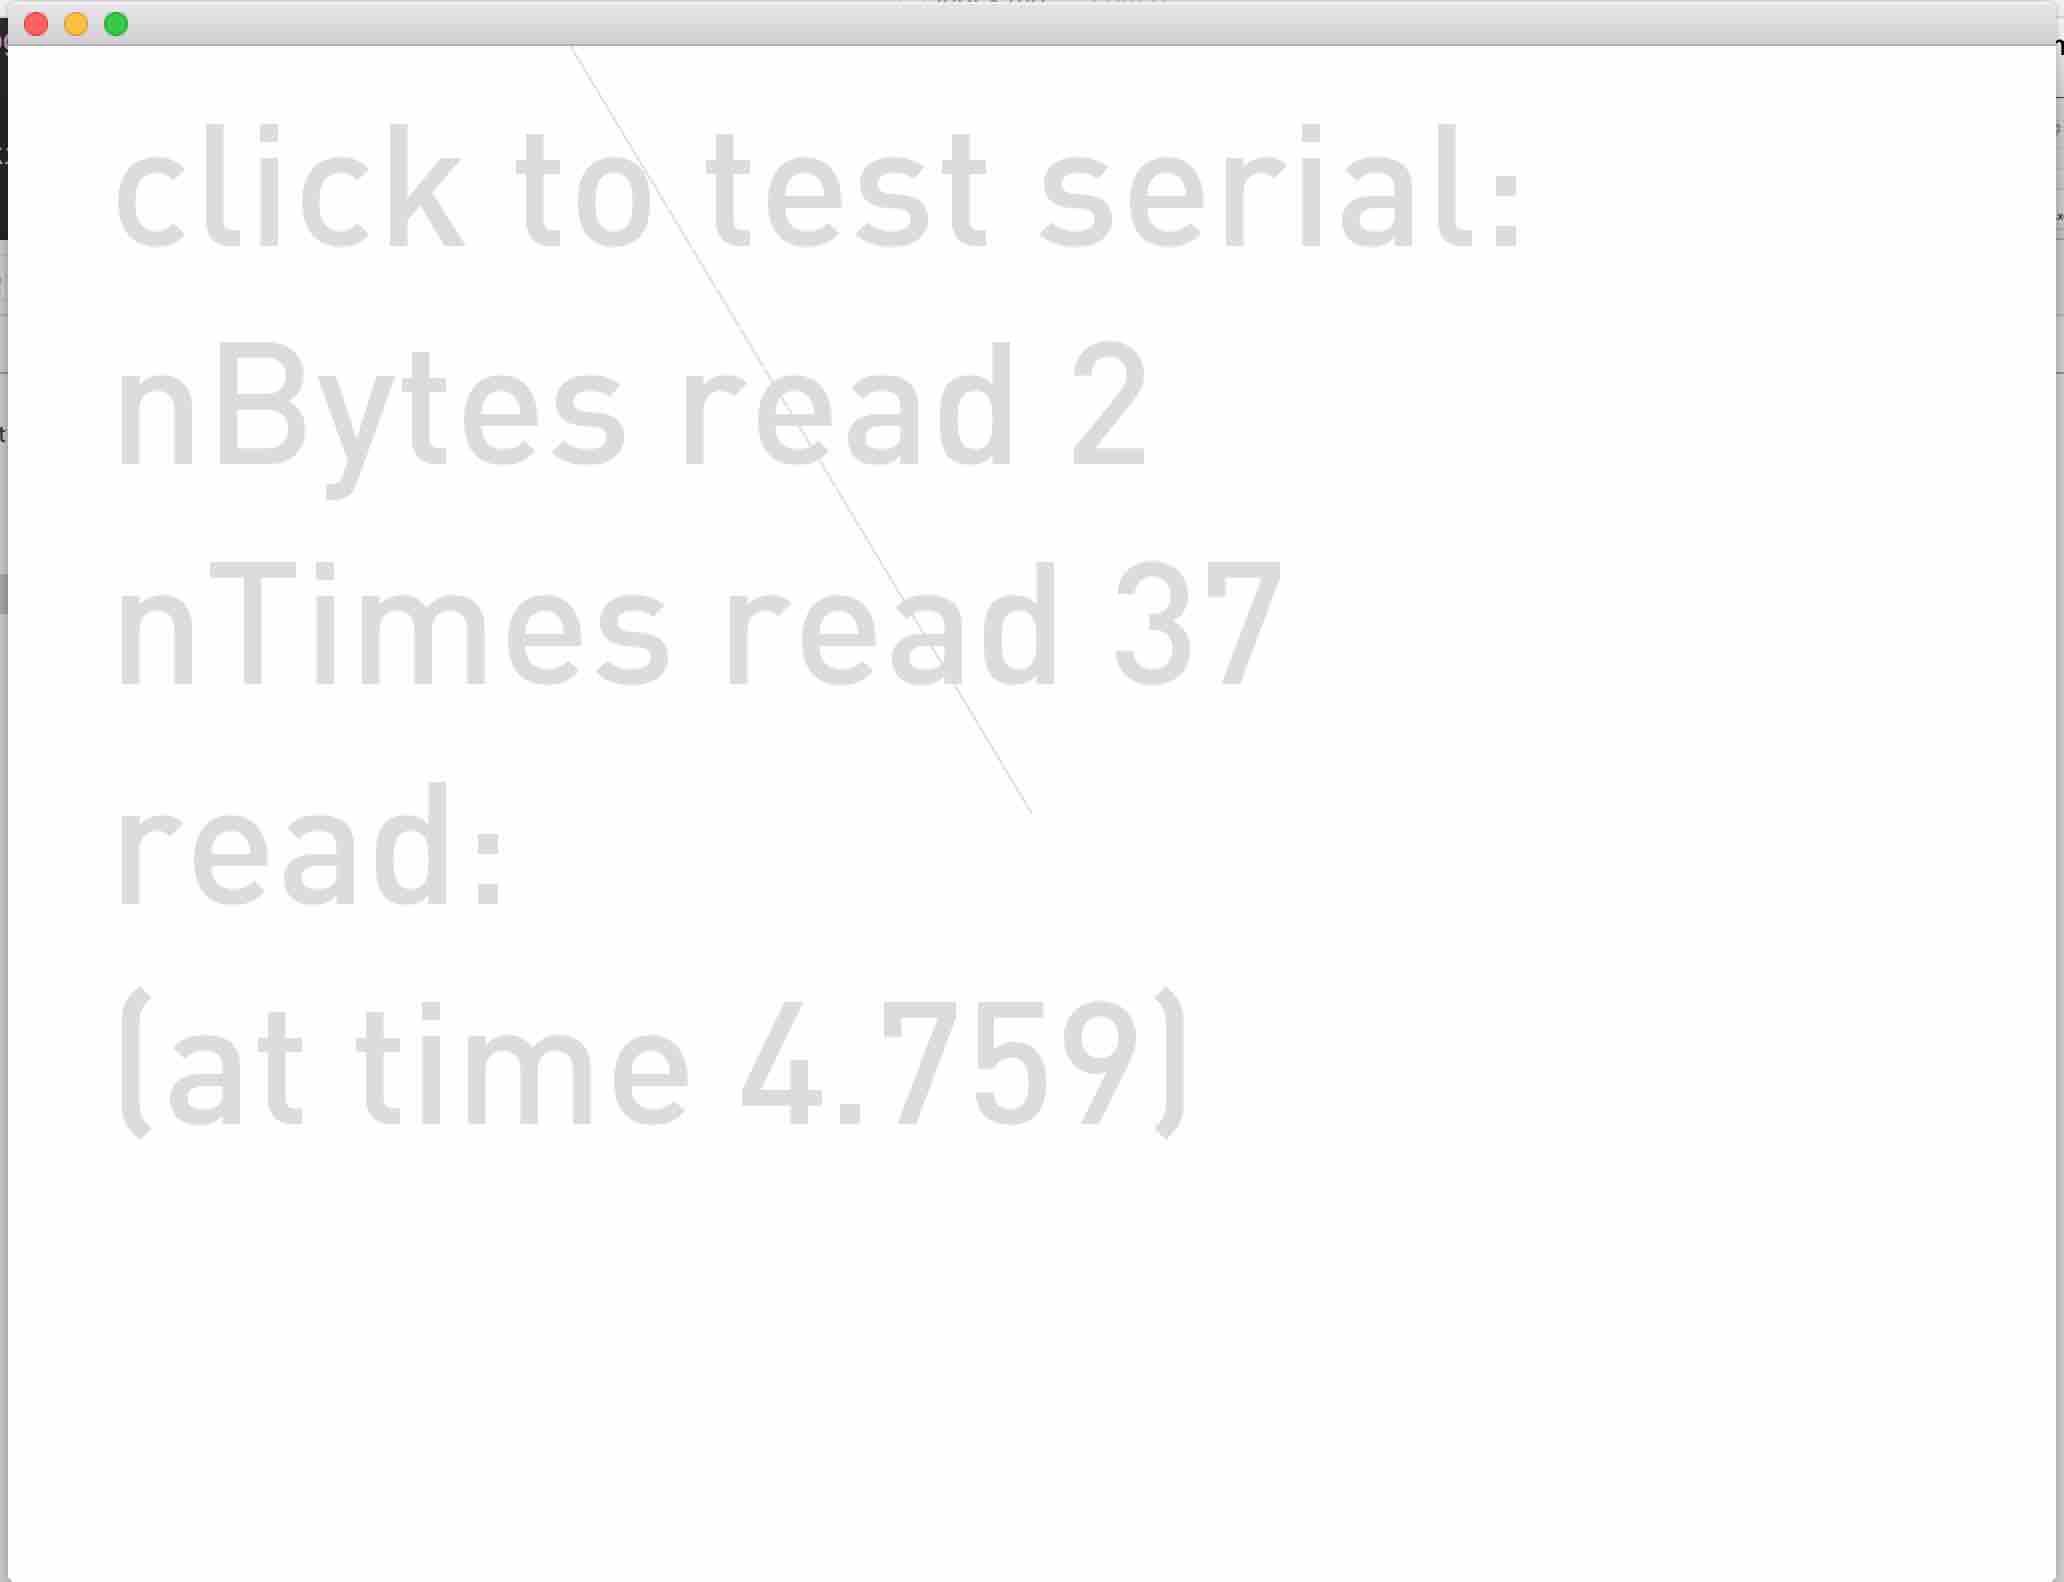 click to test serial:
nBytes read 2
nTimes read 37
read:
(at time 4.759)